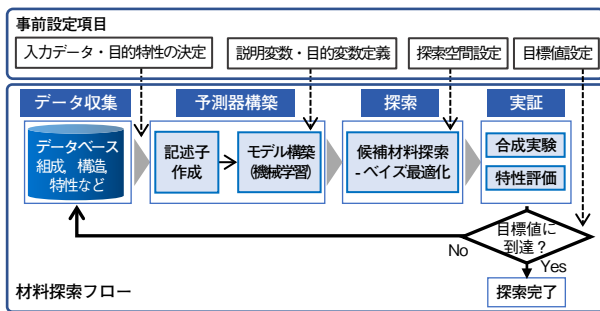 事前設定項目
入力データ・目的特性の決定
説明変数・目的変数定義
探索空間設定
目標値設定
データ収集
予測器構築
探索
実証
データベース
組成, 構造,
特性など
記述子
作成
モデル構築
(機械学習)
候補材料探索
- ベイズ最適化
合成実験
特性評価
目標値に
到達？
No
Yes
探索完了
材料探索フロー